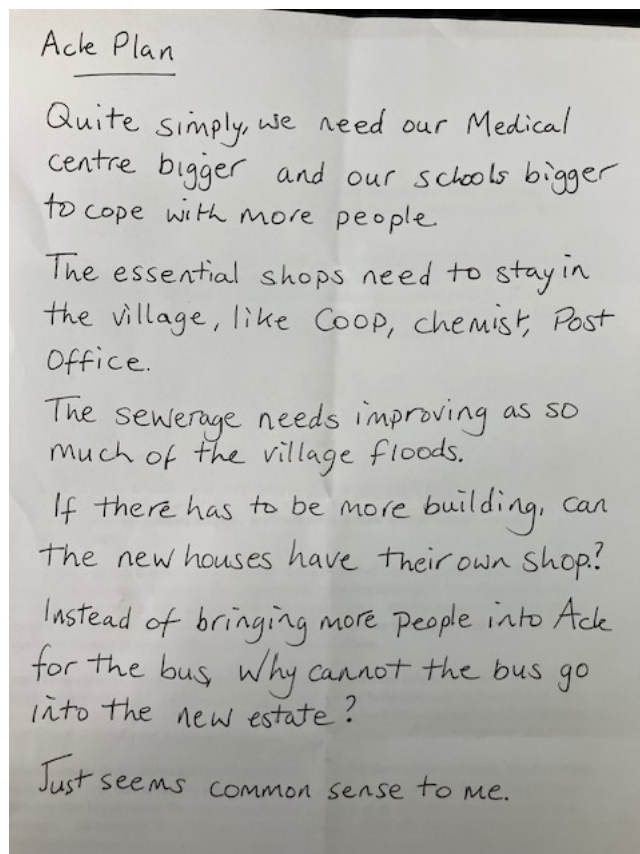 Acle Plan
Quite simply, we need our Medical
centre bigger and our schools bigger
to cope with more people
The essential shops need to stay in
the village, like Coop, chemist, Post
Office.
The sewerage needs improving as so
much of the village floods.
If there has to be more building, can
the new houses have their own shop?
Instead of bringing more people into Acle
for the bus, why cannot the bus go
into the new estate?
Just seems common sense to me.